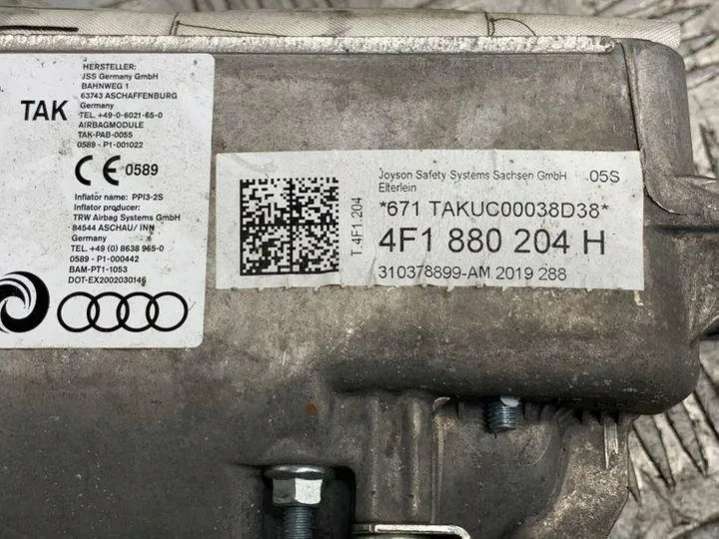 TAK
HERSTELLER:
JSS Germany GmbH
BAHNWEG 1
63743 ASCHAFFENBURG
Germany
TEL. +49-0-6021-65-0
AIRBAGMODULE
TAK-PAB-0055
0589 - P1-001022
CE 0589
Inflator name: PPI3-2S
Inflator producer:
TRW Airbag Systems GmbH
84544 ASCHAU/ INN
Germany
TEL. +49 (0) 8638 965-0
0589 - P1-000442
BAM-PT1-1053
DOT-EX2002030146
T.4F1.204
Joyson Safety Systems Sachsen GmbH .05S
Elterlein
*671 TAKUC00038D38*
4F1 880 204 H
310378899-AM 2019 288